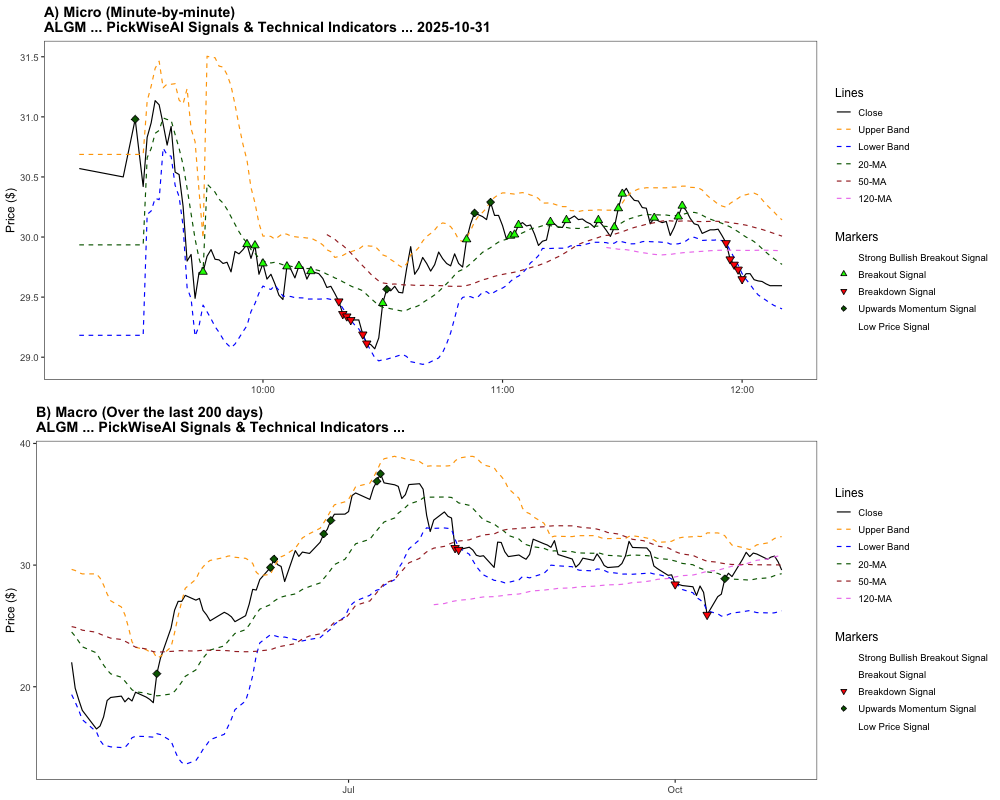 A) Micro (Minute-by-minute)
ALGM ... PickWiseAI Signals & Technical Indicators ... 2025-10-31
Price ($)
31.5
31.0
30.5
30.0
29.5
29.0
10:00
11:00
12:00
Lines
Close
Upper Band
Lower Band
20-MA
50-MA
120-MA
Markers
Strong Bullish Breakout Signal
Breakout Signal
Breakdown Signal
Upwards Momentum Signal
Low Price Signal
B) Macro (Over the last 200 days)
ALGM ... PickWiseAI Signals & Technical Indicators ...
Price ($)
40
30
20
Jul
Oct
Lines
Close
Upper Band
Lower Band
20-MA
50-MA
120-MA
Markers
Strong Bullish Breakout Signal
Breakout Signal
Breakdown Signal
Upwards Momentum Signal
Low Price Signal